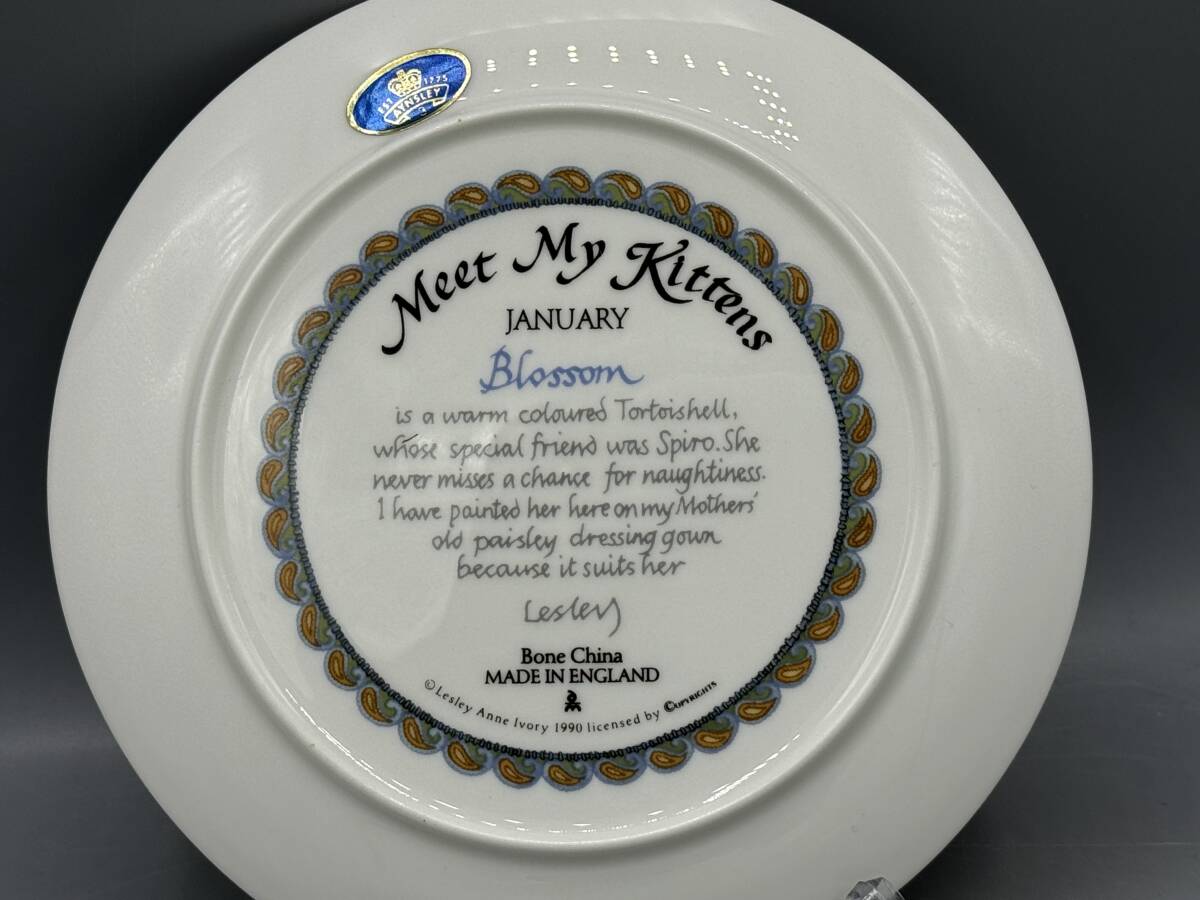 EST 1775
AYNSLEY
Meet My Kittens
JANUARY
Blossom
is a warm coloured Tortoishell,
whose special friend was Spiro. She
never misses a chance for naughtiness.
I have painted her here on my Mothers'
old paisley dressing gown
because it suits her
Lesley
Bone China
MADE IN ENGLAND
© Lesley Anne Ivory 1990 licensed by ©OPYRIGHTS